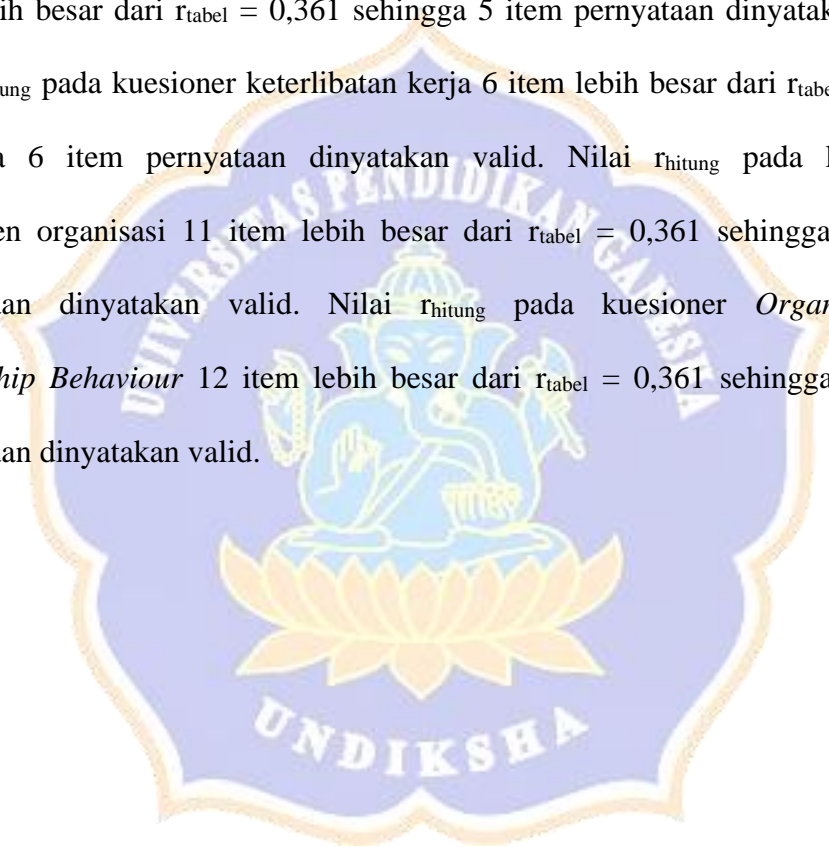 ih besar dari rtabel = 0,361 sehingga 5 item pernyataan dinyatak
ung pada kuesioner keterlibatan kerja 6 item lebih besar dari rtabe
a 6 item pernyataan dinyatakan valid. Nilai rhitung pada
en organisasi 11 item lebih besar dari rtabel = 0,361 sehingga
an dinyatakan valid. Nilai rhitung pada kuesioner Organ
hip Behaviour 12 item lebih besar dari rtabel = 0,361 sehingga
an dinyatakan valid.
UNIVERSITAS PENDIDIKAN GANESHA
UNDIKSHA